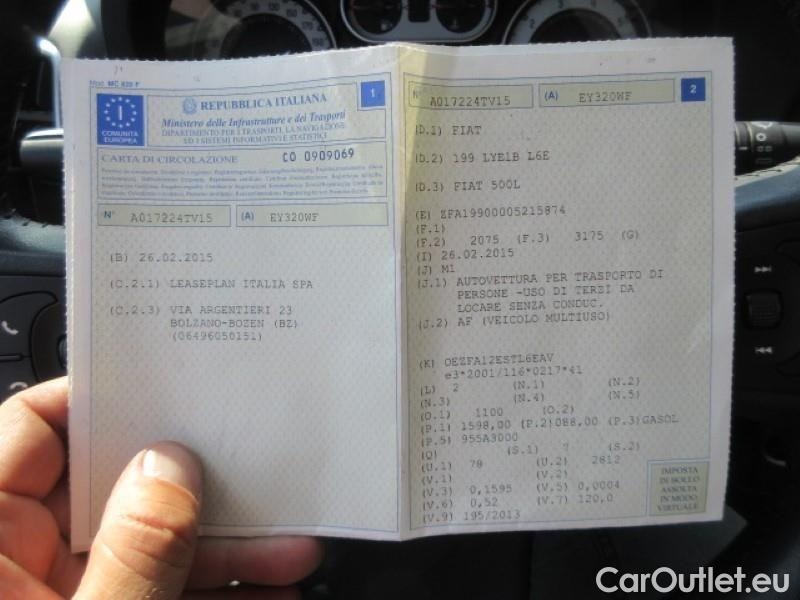 Mod. MC 820 F
1
I
COMUNITÀ
EUROPEA
REPUBBLICA ITALIANA
Ministero delle Infrastrutture e dei Trasporti
DIPARTIMENTO PER I TRASPORTI, LA NAVIGAZIONE
ED I SISTEMI INFORMATIVI E STATISTICI
CARTA DI CIRCOLAZIONE CO 0909069
N° A017224TV15 (A) EY320WF
(B) 26.02.2015
(C.2.1) LEASEPLAN ITALIA SPA
(C.2.3) VIA ARGENTIERI 23
BOLZANO-BOZEN (BZ)
(06496050151)
N° A017224TV15 (A) EY320WF 2
(D.1) FIAT
(D.2) 199 LYE1B L6E
(D.3) FIAT 500L
(E) ZFA19900005215874
(F.1)
(F.2) 2075 (F.3) 3175 (G)
(I) 26.02.2015
(J) M1
(J.1) AUTOVETTURA PER TRASPORTO DI
PERSONE -USO DI TERZI DA
LOCARE SENZA CONDUC.
(J.2) AF (VEICOLO MULTIUSO)
(K) OEZFA12ESTL6EAV
e3*2001/116*0217*41
(L) 2 (N.1) (N.2)
(N.3) (N.4) (N.5)
(O.1) 1100 (O.2)
(P.1) 1598,00 (P.2)088,00 (P.3)GASOL
(P.5) 955A3000
(Q) (S.1) 7 (S.2)
(U.1) 78 (U.2) 2812
(V.1) (V.2)
(V.3) 0,1595 (V.5) 0,0004
(V.6) 0,52 (V.7) 120,0
(V.9) 195/2013
IMPOSTA
DI BOLLO
ASSOLTA
IN MODO
VIRTUALE
CarOutlet.eu